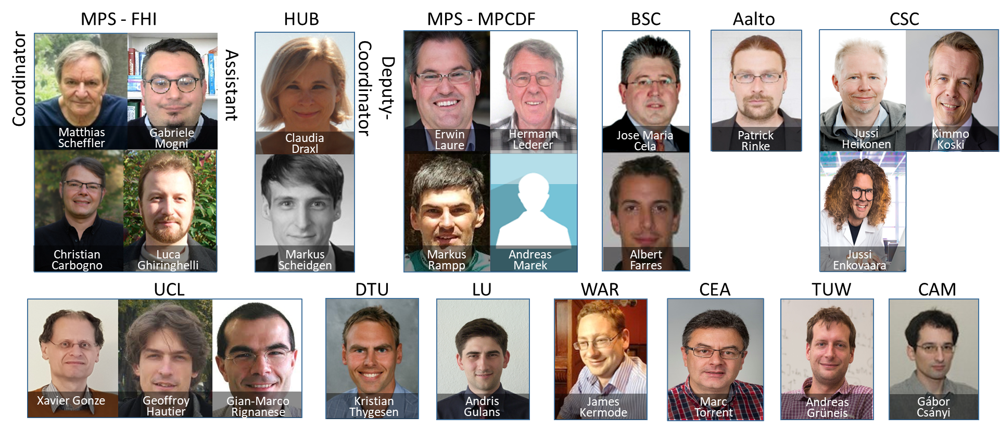 MPS - FHI
HUB
MPS - MPCDF
BSC
Aalto
CSC
Coordinator
Assistant
Deputy-
Coordinator
Matthias
Scheffler
Gabriele
Mogni
Claudia
Draxl
Erwin
Laure
Hermann
Lederer
Jose Maria
Cela
Patrick
Rinke
Jussi
Heikonen
Kimmo
Koski
Christian
Carbogno
Luca
Ghiringhelli
Markus
Scheidgen
Markus
Rampp
Andreas
Marek
Albert
Farres
Jussi
Enkovaara
UCL
DTU
LU
WAR
CEA
TUW
CAM
Xavier Gonze
Geoffroy
Hautier
Gian-Marco
Rignanese
Kristian
Thygesen
Andris
Gulans
James
Kermode
Marc
Torrent
Andreas
Grüneis
Gábor
Csányi